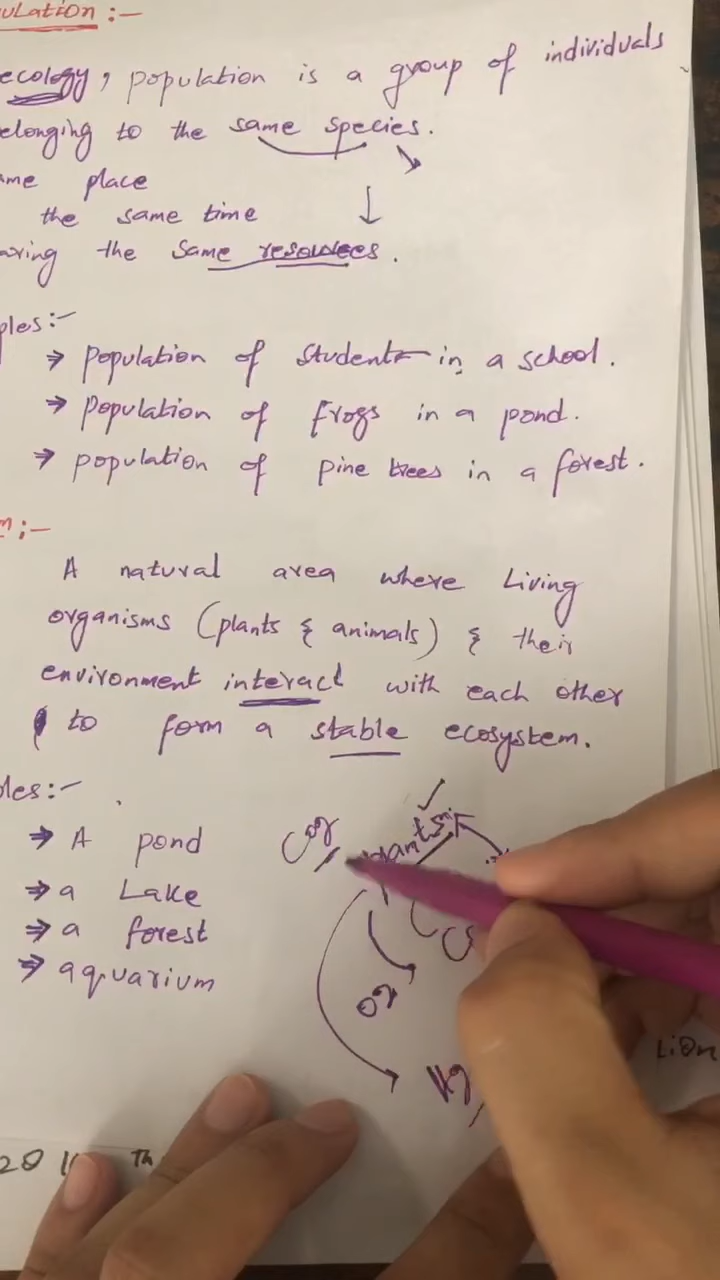 ulation :-
ecology, population is a group of individuals
elonging to the same species.
me place
the same time
aring the same resources.
ples:-
→ population of students in a school.
→ population of frogs in a pond.
→ population of pine trees in a forest.
m:-
A natural area where Living
organisms (plants & animals) & their
environment interact with each other
to form a stable ecosystem.
ples:-
→ A pond
→ a Lake
→ a forest
→ aquarium
O2
LiOn